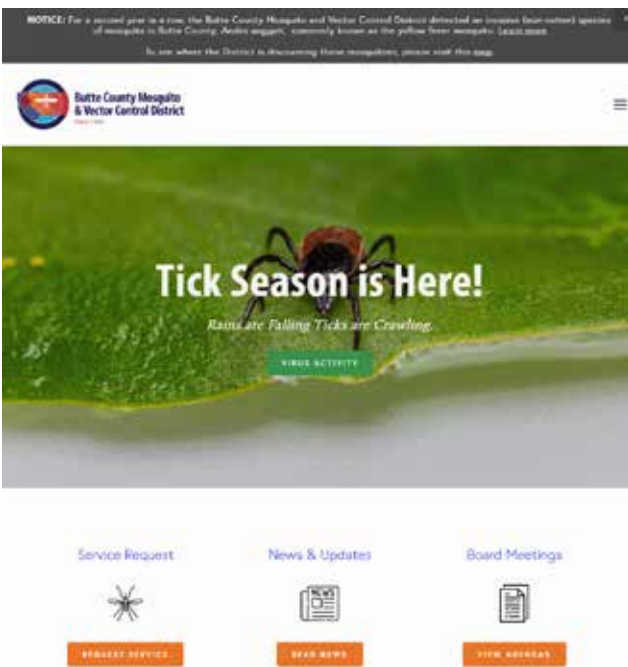 NOTICE: For a second year in a row, the Butte County Mosquito and Vector Control District detected an invasive (non-native) species
of mosquito in Butte County, Aedes aegypti, commonly known as the yellow fever mosquito. Learn more
To see where the District is discovering these mosquitoes, please visit this map.
Butte County Mosquito
& Vector Control District
Tick Season is Here!
Rains are Falling Ticks are Crawling.
VIRUS ACTIVITY
Service Request
News & Updates
Board Meetings
NEWS
REQUEST SERVICE
READ NEWS
VIEW AGENDAS